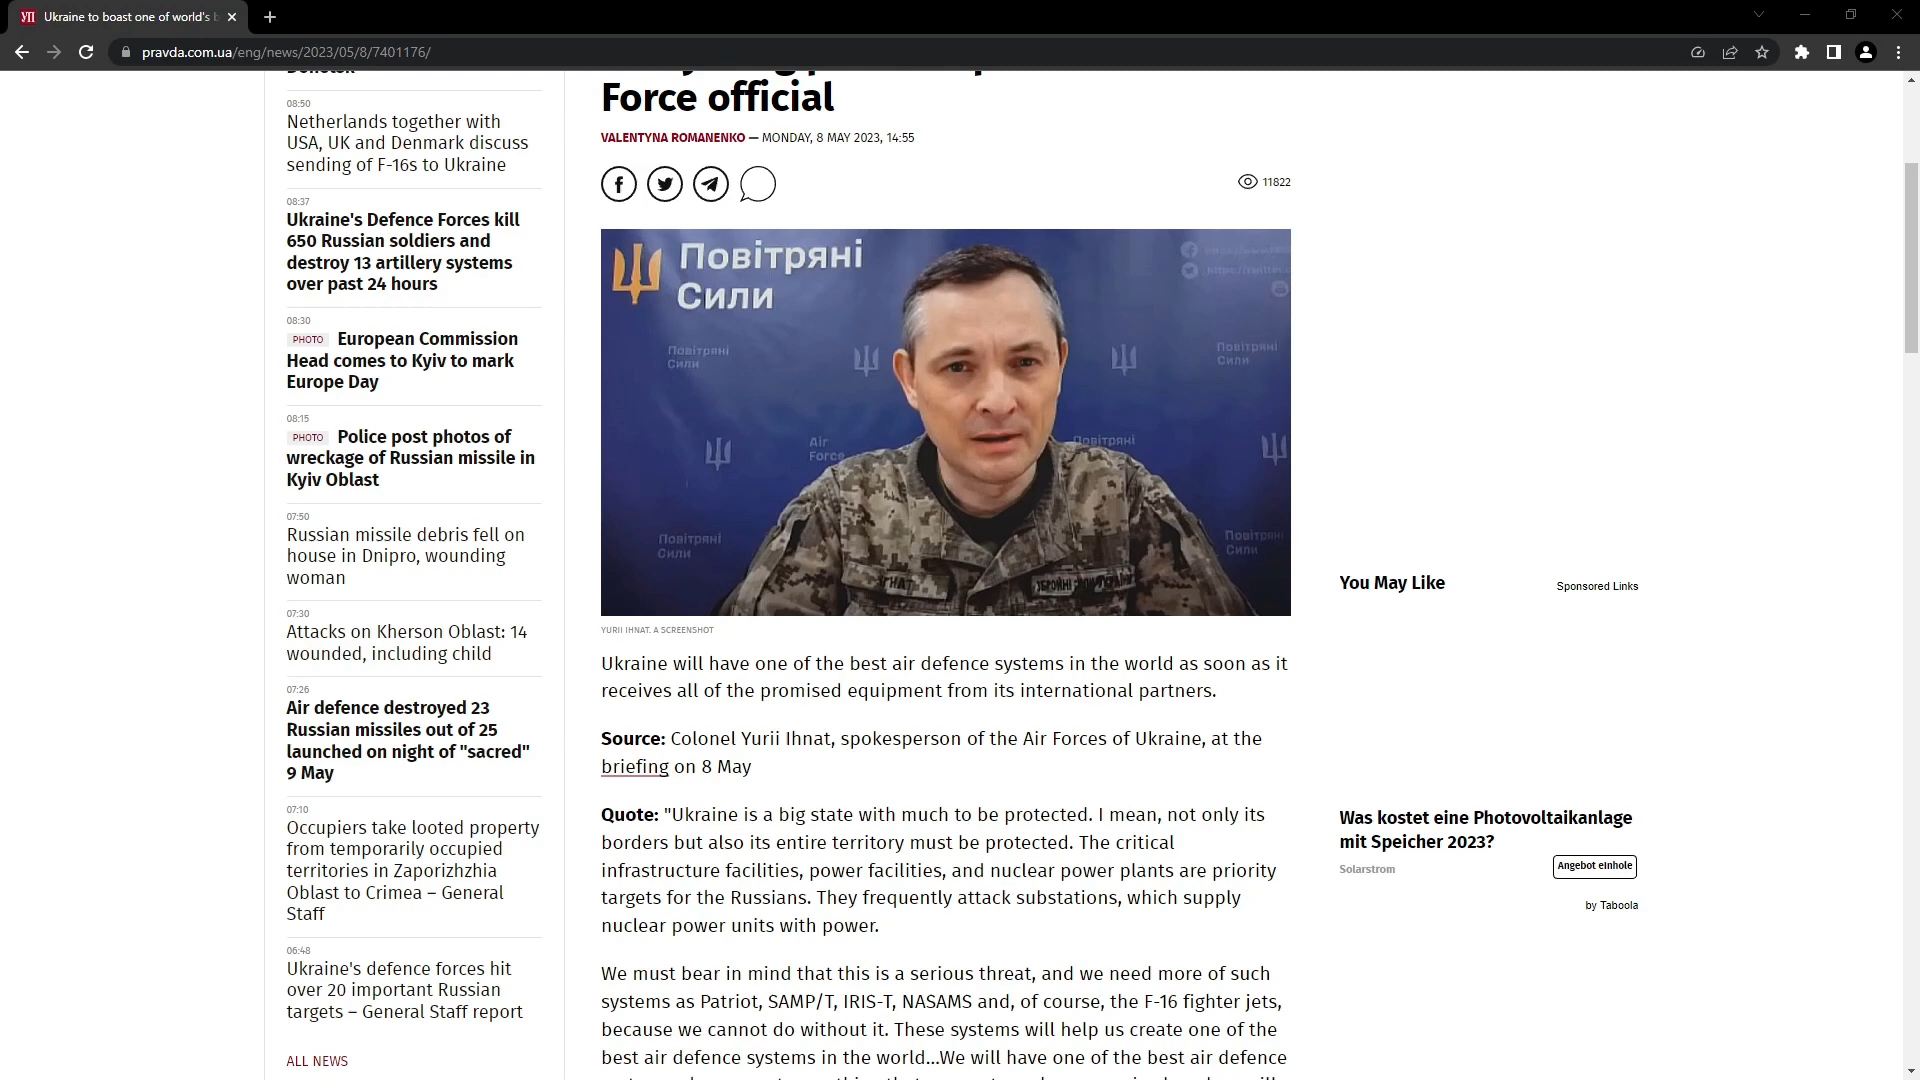 Ukraine to boast one of world's b
pravda.com.ua/eng/news/2023/05/8/7401176/
08:50
Netherlands together with
USA, UK and Denmark discuss
sending of F-16s to Ukraine
08:37
Ukraine's Defence Forces kill
650 Russian soldiers and
destroy 13 artillery systems
over past 24 hours
08:30
PHOTO European Commission
Head comes to Kyiv to mark
Europe Day
08:15
PHOTO Police post photos of
wreckage of Russian missile in
Kyiv Oblast
07:50
Russian missile debris fell on
house in Dnipro, wounding
woman
07:30
Attacks on Kherson Oblast: 14
wounded, including child
07:26
Air defence destroyed 23
Russian missiles out of 25
launched on night of "sacred"
9 May
07:10
Occupiers take looted property
from temporarily occupied
territories in Zaporizhzhia
Oblast to Crimea – General
Staff
06:48
Ukraine's defence forces hit
over 20 important Russian
targets – General Staff report
ALL NEWS
Force official
VALENTYNA ROMANENKO — MONDAY, 8 MAY 2023, 14:55
11822
Повітряні
Сили
Повітряні
Сили
Повітряні
Сили
Air
Force
Повітряні
Повітряні
Сили
Повітряні
Сили
ІГНАТ
ЗБРОЙНІ СИЛИ УКРАЇНИ
YURII IHNAT. A SCREENSHOT
Ukraine will have one of the best air defence systems in the world as soon as it
receives all of the promised equipment from its international partners.
Source: Colonel Yurii Ihnat, spokesperson of the Air Forces of Ukraine, at the
briefing on 8 May
Quote: "Ukraine is a big state with much to be protected. I mean, not only its
borders but also its entire territory must be protected. The critical
infrastructure facilities, power facilities, and nuclear power plants are priority
targets for the Russians. They frequently attack substations, which supply
nuclear power units with power.
We must bear in mind that this is a serious threat, and we need more of such
systems as Patriot, SAMP/T, IRIS-T, NASAMS and, of course, the F-16 fighter jets,
because we cannot do without it. These systems will help us create one of the
best air defence systems in the world...We will have one of the best air defence
You May Like
Sponsored Links
Was kostet eine Photovoltaikanlage
mit Speicher 2023?
Solarstrom
Angebot einhole
by Taboola